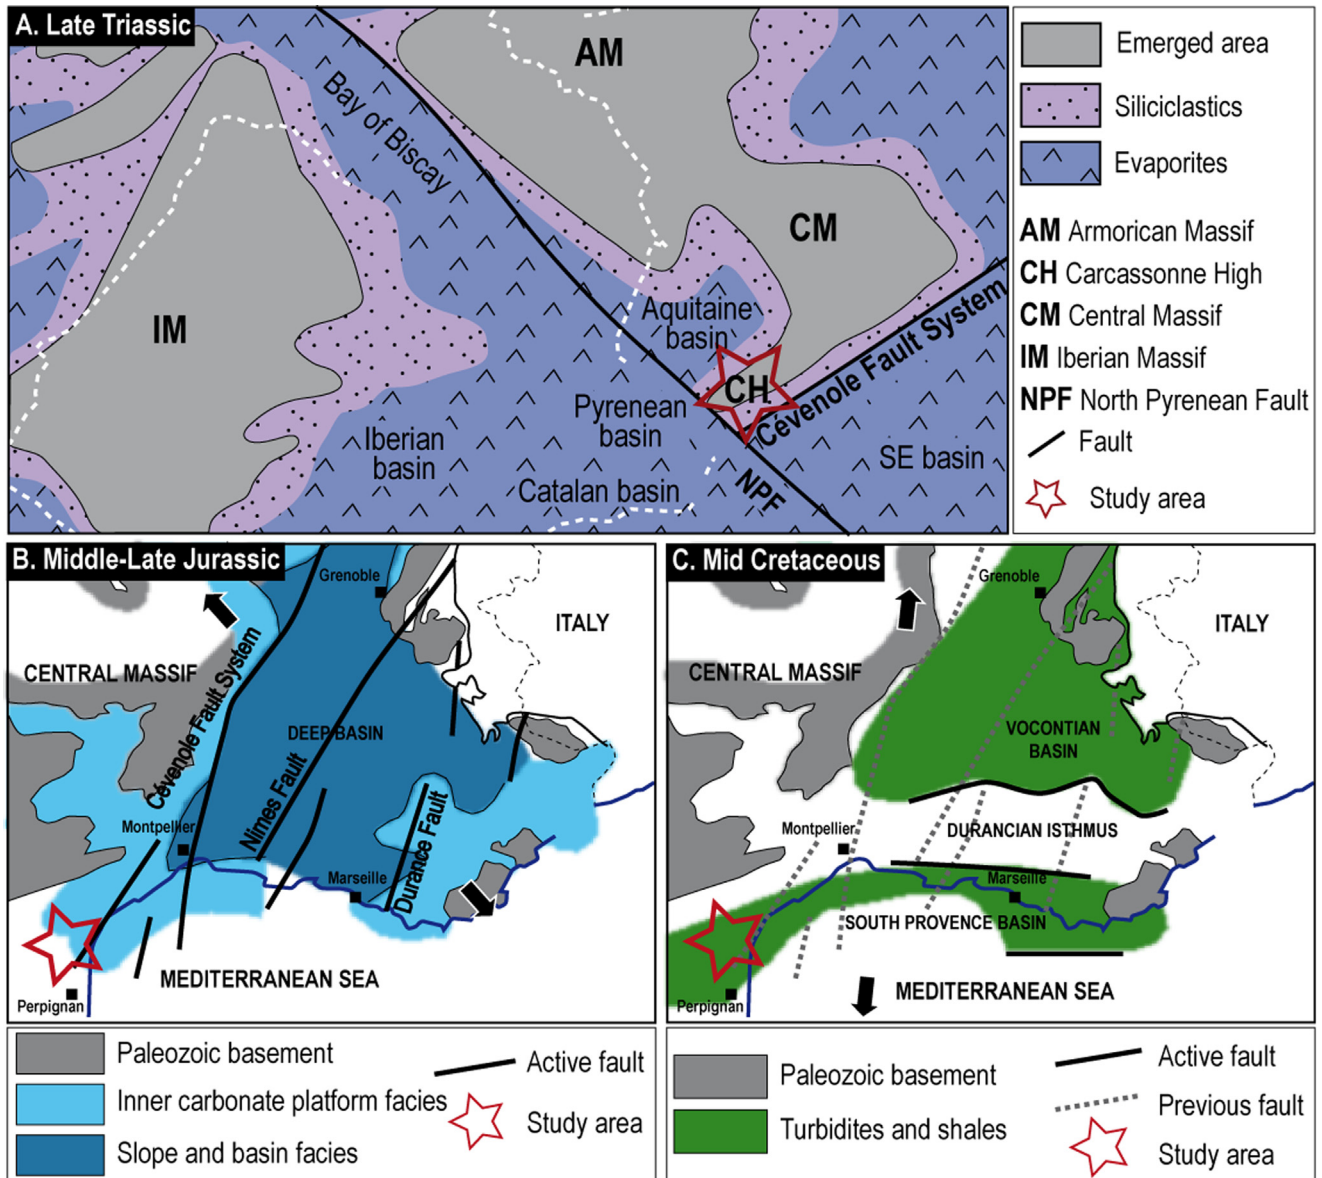 A. Late Triassic
AM
Bay of Biscay
CM
IM
Aquitaine
basin
CH
Cévenole Fault System
Pyrenean
basin
Iberian
basin
SE basin
Catalan basin
NPF
Emerged area
Siliciclastics
Evaporites
AM Armorican Massif
CH Carcassonne High
CM Central Massif
IM Iberian Massif
NPF North Pyrenean Fault
Fault
Study area
B. Middle-Late Jurassic
Grenoble
ITALY
CENTRAL MASSIF
Cévenole Fault System
DEEP BASIN
Nimes Fault
Montpellier
Durance Fault
Marseille
MEDITERRANEAN SEA
Perpignan
Paleozoic basement
Inner carbonate platform facies
Slope and basin facies
Active fault
Study area
C. Mid Cretaceous
Grenoble
ITALY
CENTRAL MASSIF
VOCONTIAN
BASIN
Montpellier
DURANCIAN ISTHMUS
Marseille
SOUTH PROVENCE BASIN
MEDITERRANEAN SEA
Perpignan
Paleozoic basement
Turbidites and shales
Active fault
Previous fault
Study area